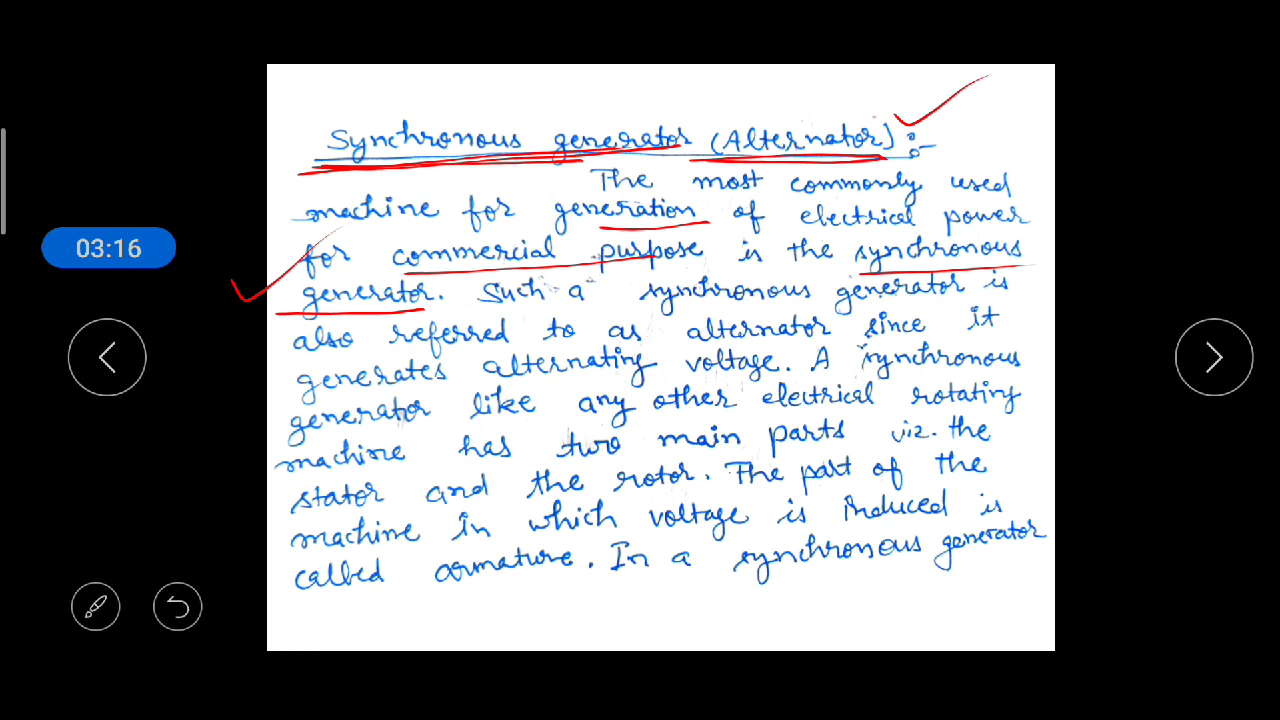 Synchronous generator (Alternator) :-
The most commonly used
machine for generation of electrical power
for commercial purpose is the synchronous
generator. Such a synchronous generator is
also referred to as alternator since it
generates alternating voltage. A synchronous
generator like any other electrical rotating
machine has two main parts viz. the
stator and the rotor. The part of the
machine in which voltage is induced is
called armature. In a synchronous generator
03:16